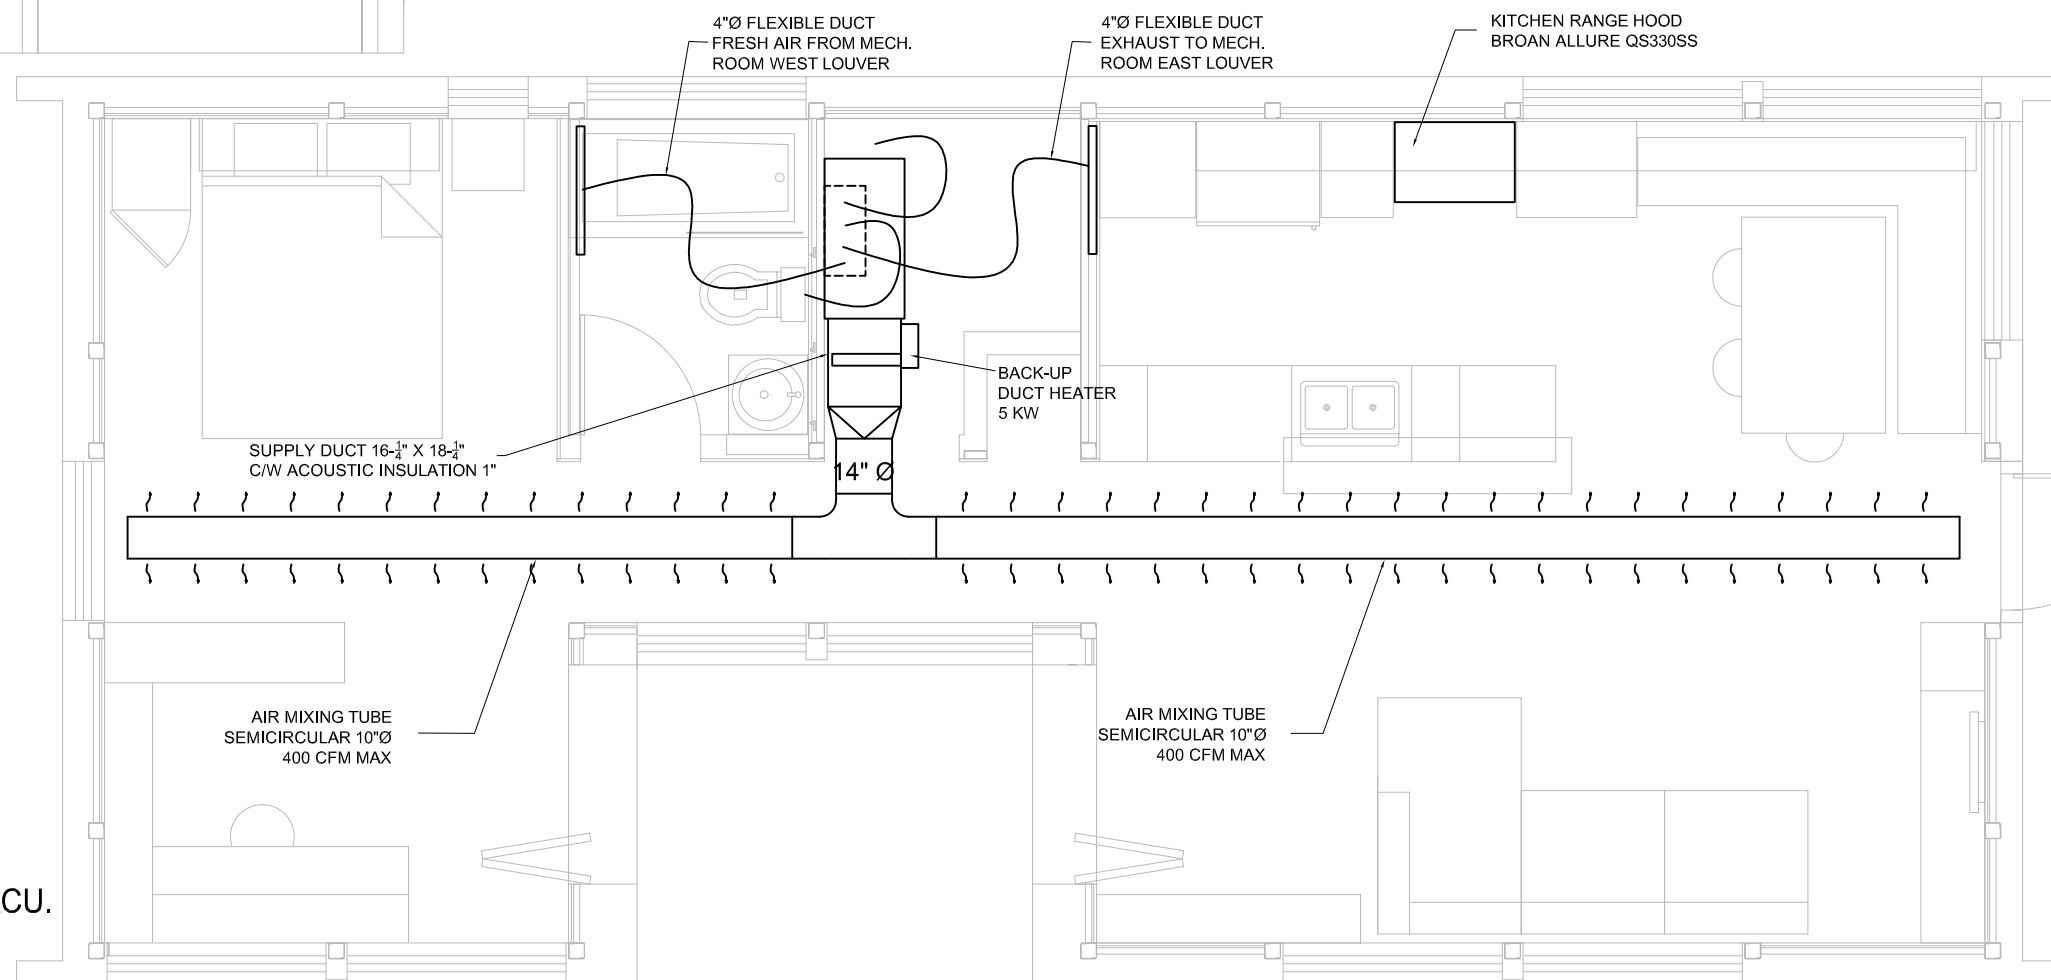 4"Ø FLEXIBLE DUCT
FRESH AIR FROM MECH.
ROOM WEST LOUVER
4"Ø FLEXIBLE DUCT
EXHAUST TO MECH.
ROOM EAST LOUVER
KITCHEN RANGE HOOD
BROAN ALLURE QS330SS
BACK-UP
DUCT HEATER
5 KW
SUPPLY DUCT 16-1/4" X 18-1/4"
C/W ACOUSTIC INSULATION 1"
14" Ø
AIR MIXING TUBE
SEMICIRCULAR 10"Ø
400 CFM MAX
AIR MIXING TUBE
SEMICIRCULAR 10"Ø
400 CFM MAX
CU.